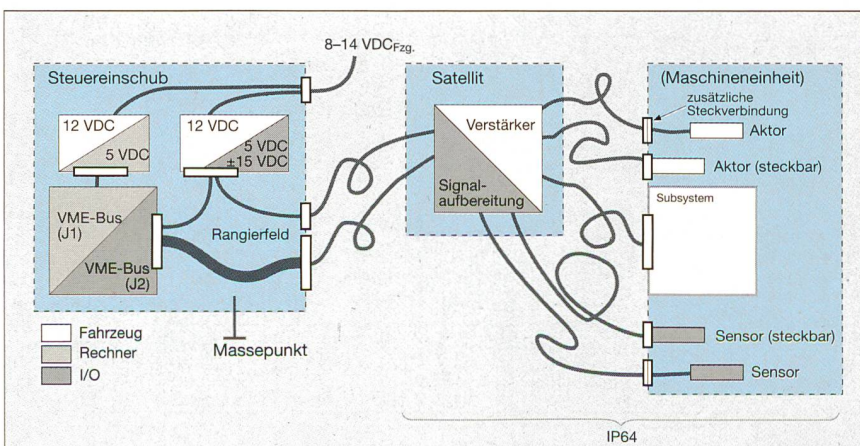 8–14 VDCFzg.
Steuereinschub
12 VDC
5 VDC
12 VDC
5 VDC
±15 VDC
VME-Bus
(J1)
VME-Bus
(J2)
Rangierfeld
Massepunkt
Fahrzeug
Rechner
I/O
Satellit
Verstärker
Signal-
aufbereitung
(Maschineneinheit)
zusätzliche
Steckverbindung
Aktor
Aktor (steckbar)
Subsystem
Sensor (steckbar)
Sensor
IP64